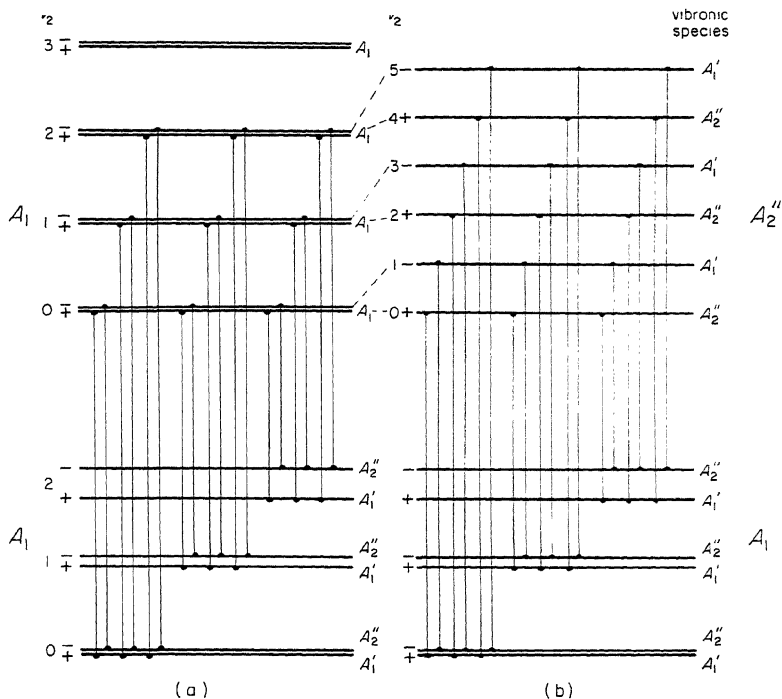 v2 v2 vibronic species
3 ∓ A1
5 − A1′
2 ∓ A1
4 + A2″
3 − A1′
A1 1 ∓ A1
2 + A2″ A2″
1 − A1′
0 ∓ A1
0 + A2″
− A2″ − A2″
2
+ A1′ + A1′
A1 A1
1 − A2″ − A2″
+ A1′ + A1′
0 − A2″ − A2″
+ A1′ + A1′
(a) (b)